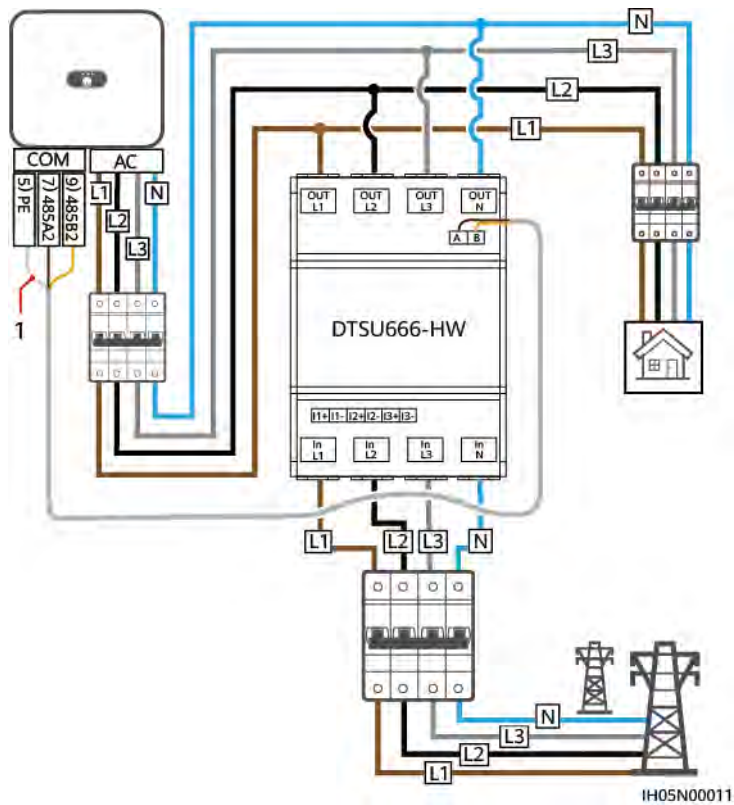 N
L3
L2
L1
COM
AC
5) PE
7) 485A2
9) 485B2
L1
L2
L3
N
1
OUT L1
OUT L2
OUT L3
OUT N
A B
DTSU666-HW
I1+ I1- I2+ I2- I3+ I3-
In L1
In L2
In L3
In N
L1
L2
L3
N
N
L3
L2
L1
IH05N00011